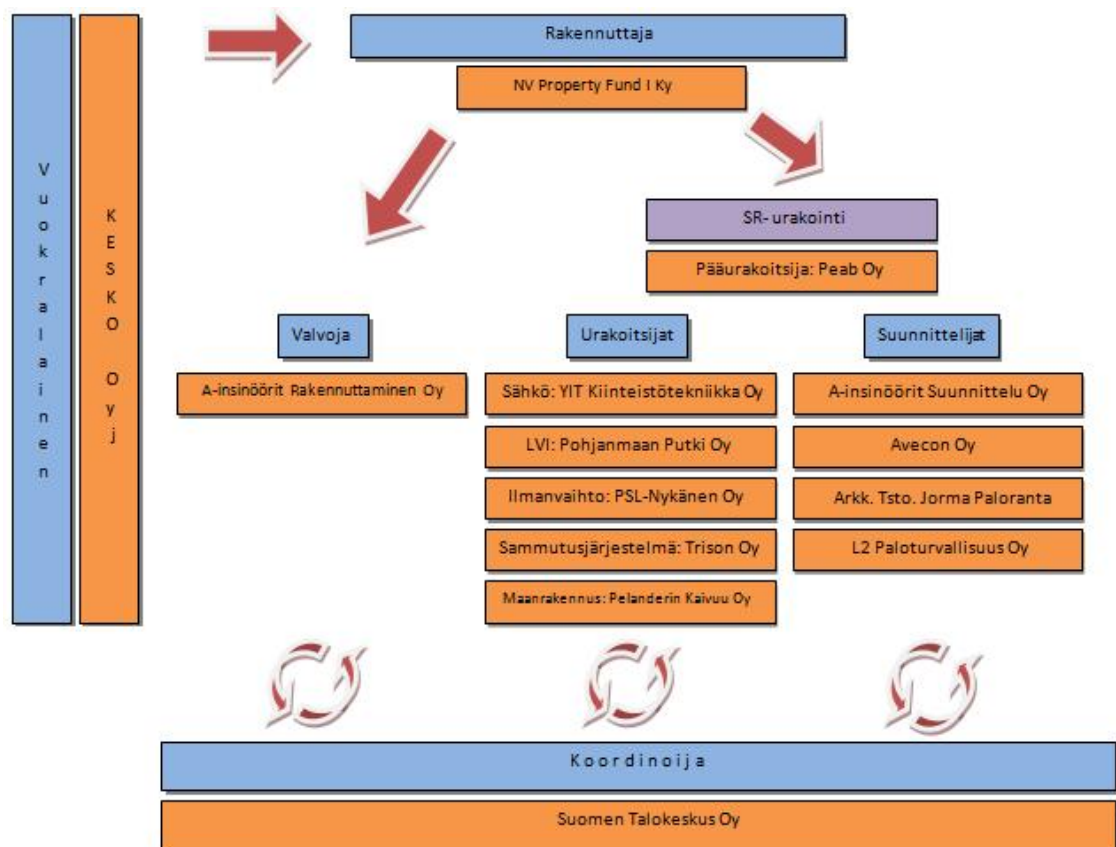 Vuokralainen
KESKO Oyj
Rakennuttaja
NV Property Fund I Ky
SR- urakointi
Pääurakoitsija: Peab Oy
Valvoja
A-insinöörit Rakennuttaminen Oy
Urakoitsijat
Sähkö: YIT Kiinteistötekniikka Oy
LVI: Pohjanmaan Putki Oy
Ilmanvaihto: PSL-Nykänen Oy
Sammutusjärjestelmä: Trison Oy
Maanrakennus: Pelanderin Kaivuu Oy
Suunnittelijat
A-insinöörit Suunnittelu Oy
Avecon Oy
Arkk. Tsto. Jorma Paloranta
L2 Paloturvallisuus Oy
Koordinoija
Suomen Talokeskus Oy